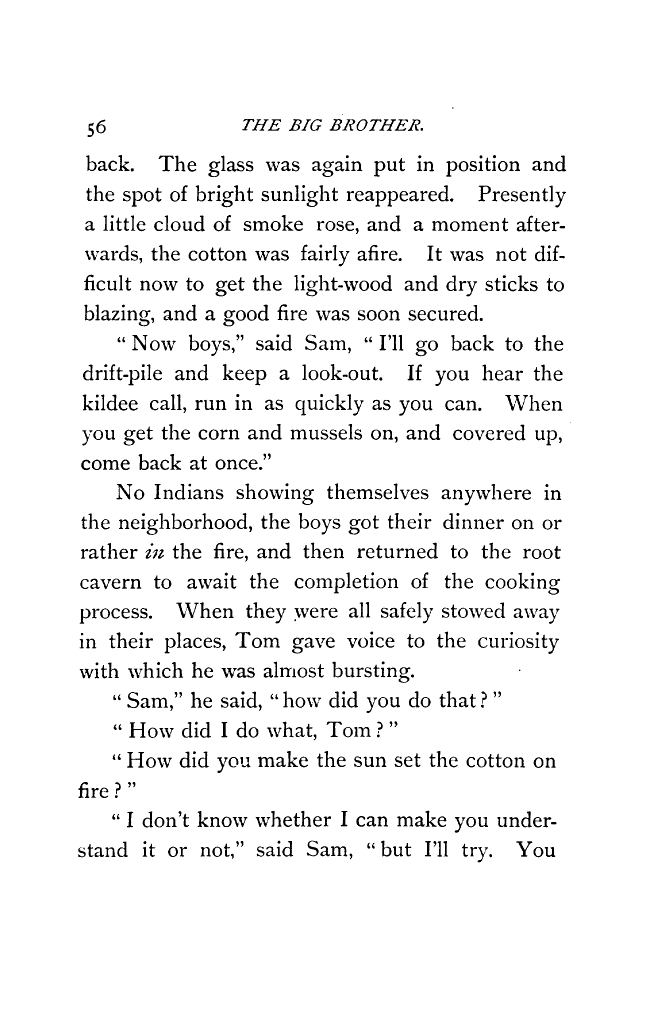 56 THE BIG BROTHER.
back. The glass was again put in position and
the spot of bright sunlight reappeared. Presently
a little cloud of smoke rose, and a moment after-
wards, the cotton was fairly afire. It was not dif-
ficult now to get the light-wood and dry sticks to
blazing, and a good fire was soon secured.
“Now boys,” said Sam, “I’ll go back to the
drift-pile and keep a look-out. If you hear the
kildee call, run in as quickly as you can. When
you get the corn and mussels on, and covered up,
come back at once.”
No Indians showing themselves anywhere in
the neighborhood, the boys got their dinner on or
rather in the fire, and then returned to the root
cavern to await the completion of the cooking
process. When they were all safely stowed away
in their places, Tom gave voice to the curiosity
with which he was almost bursting.
“Sam,” he said, “how did you do that?”
“How did I do what, Tom?”
“How did you make the sun set the cotton on
fire?”
“I don’t know whether I can make you under-
stand it or not,” said Sam, “but I’ll try. You